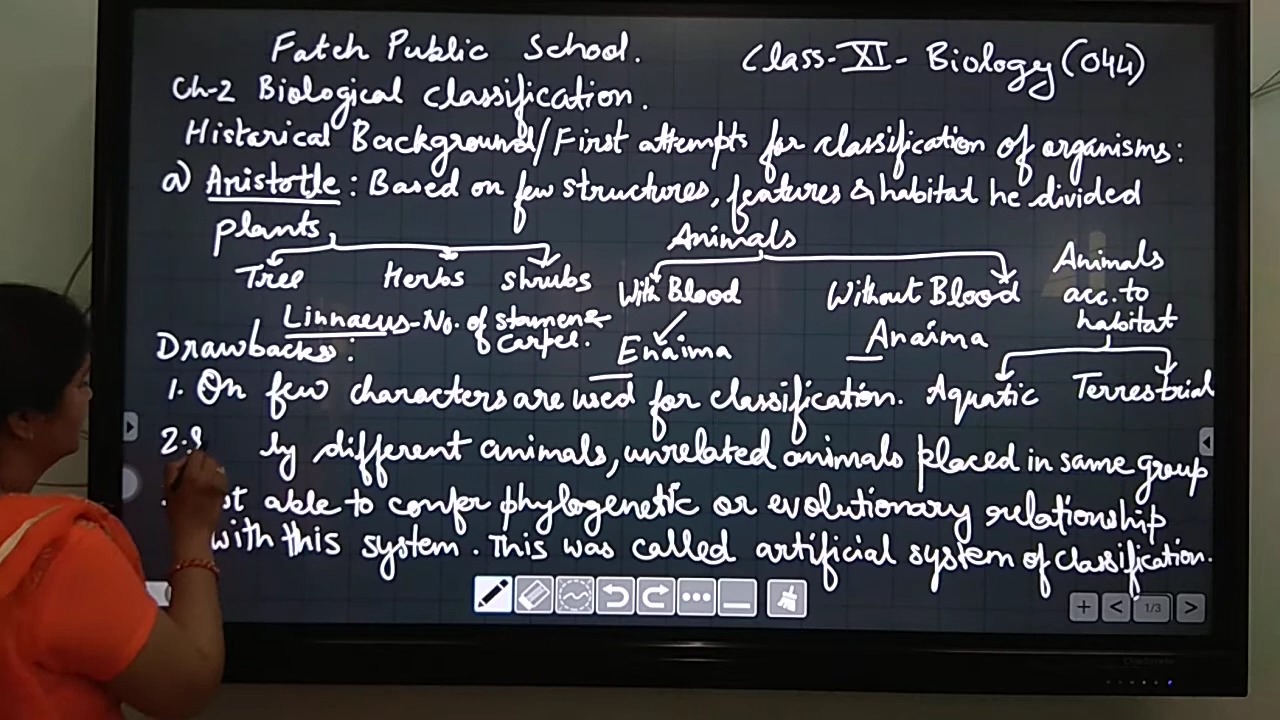 Fateh Public School. Class-XI- Biology (044)
Ch-2 Biological classification.
Historical Background/First attempts for classification of organisms:
a) Aristotle: Based on few structures, features & habitat he divided
plants, Animals
Animals
Tree Herbs shrubs With Blood Without Blood acc. to
habitat
Linnaeus-No. of stamen &
carpel.
Enaima Anaima
Drawbacks:
1. On few characters are used for classification. Aquatic Terrestrial
2. ly different animals, unrelated animals placed in same group
able to confer phylogenetic or evolutionary relationship
with this system. This was called artificial system of classification.
1/3